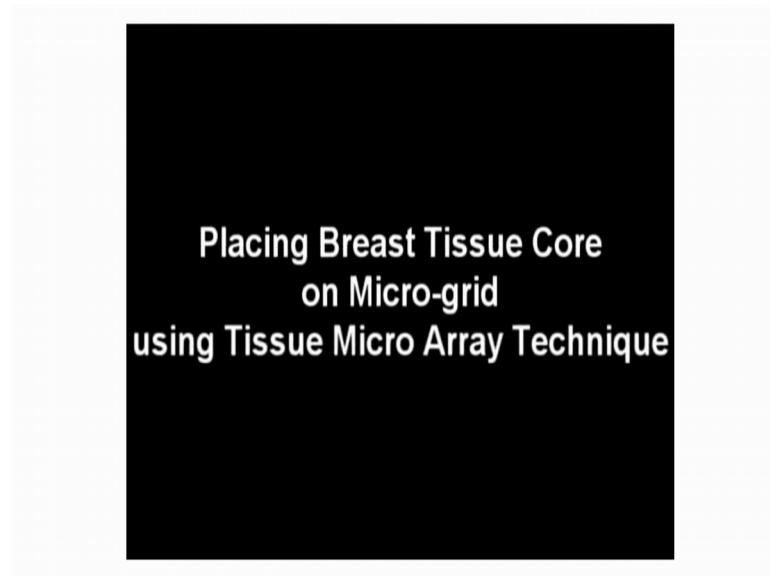 Placing Breast Tissue Core
on Micro-grid
using Tissue Micro Array Technique